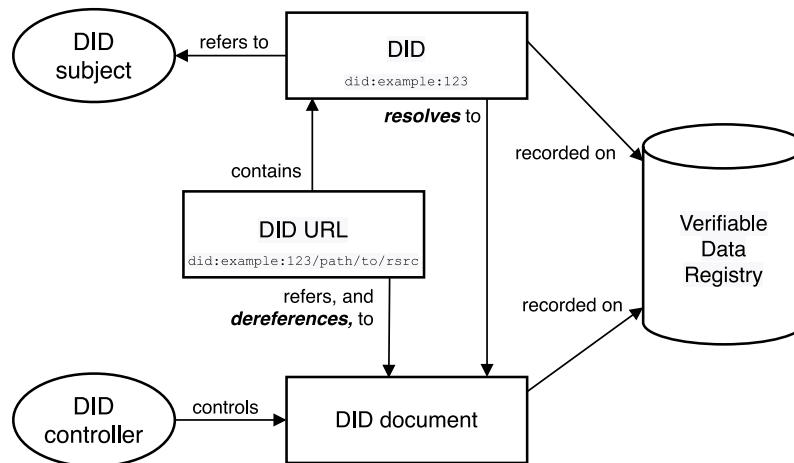 DID
subject
refers to
DID
did:example:123
resolves to
recorded on
contains
DID URL
did:example:123/path/to/rsrc
Verifiable
Data
Registry
refers, and
dereferences, to
recorded on
DID
controller
controls
DID document